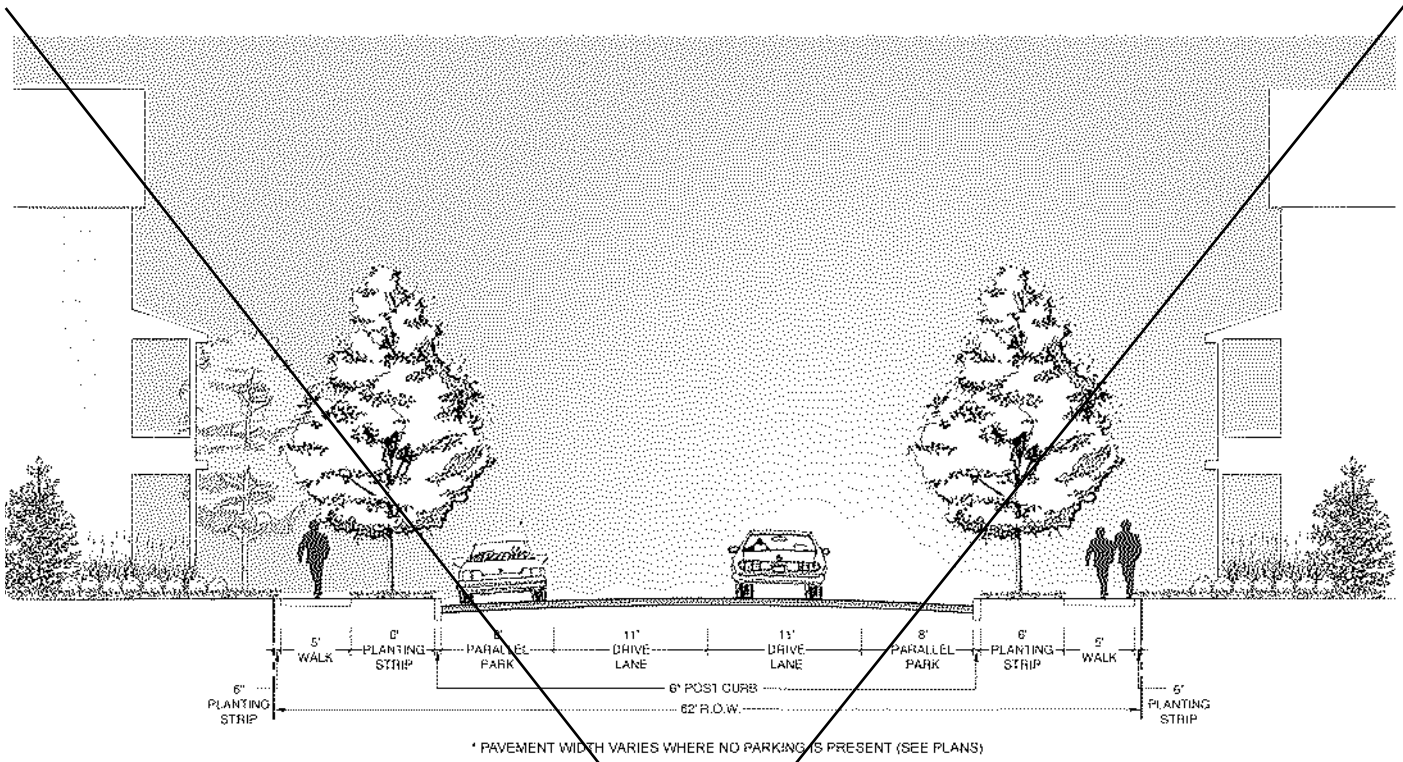 5' WALK
6' PLANTING STRIP
8' PARALLEL PARK
11' DRIVE LANE
11' DRIVE LANE
8' PARALLEL PARK
6' PLANTING STRIP
5' WALK
6" PLANTING STRIP
6" POST CURB
62' R.O.W.
PLANTING STRIP
* PAVEMENT WIDTH VARIES WHERE NO PARKING IS PRESENT (SEE PLANS)